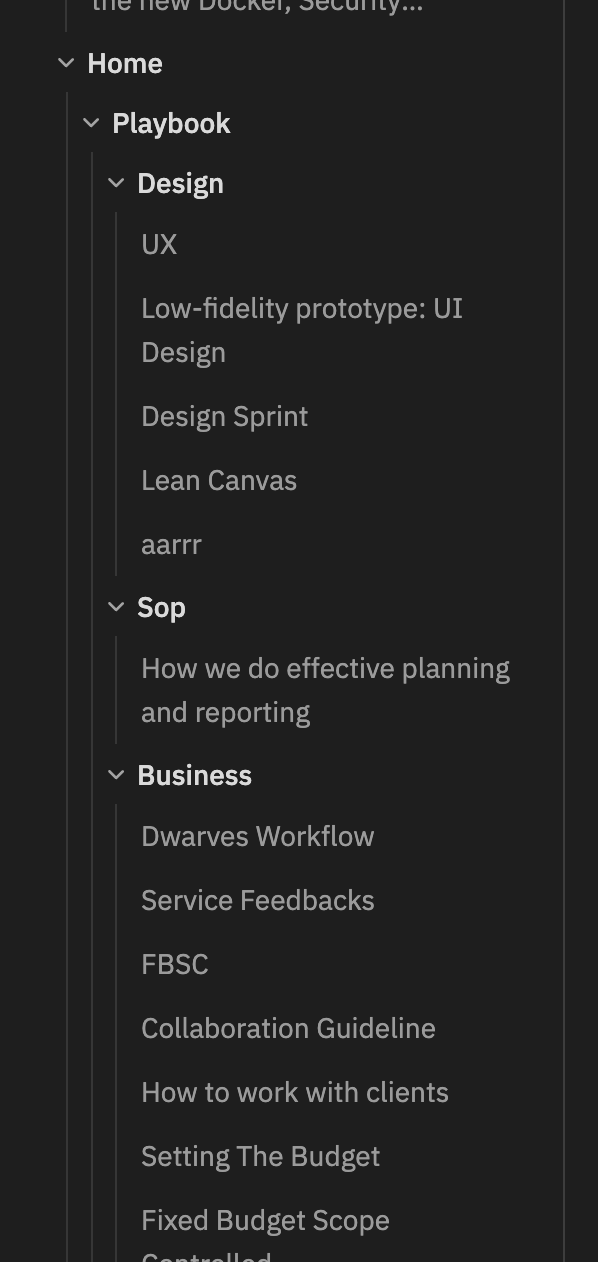 the new Docker, Security...
Home
Playbook
Design
UX
Low-fidelity prototype: UI
Design
Design Sprint
Lean Canvas
aarrr
Sop
How we do effective planning
and reporting
Business
Dwarves Workflow
Service Feedbacks
FBSC
Collaboration Guideline
How to work with clients
Setting The Budget
Fixed Budget Scope
Controlled